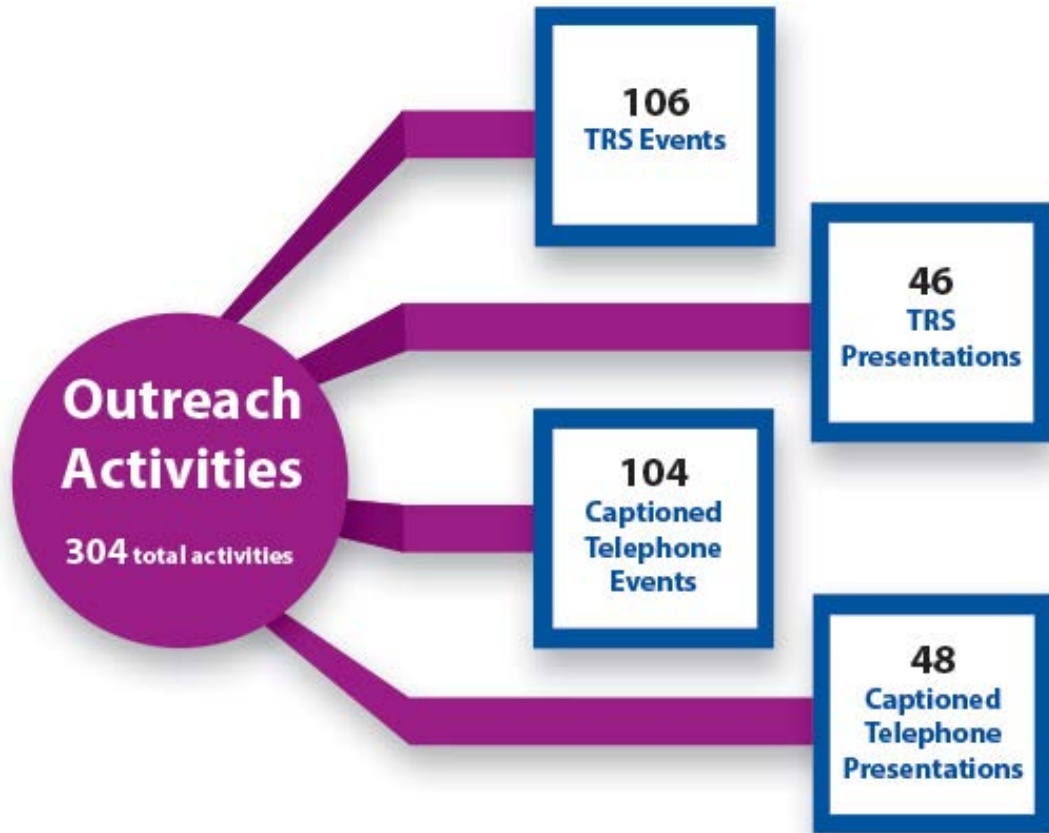 Outreach
Activities
304 total activities
106
TRS Events
46
TRS
Presentations
104
Captioned
Telephone
Events
48
Captioned
Telephone
Presentations